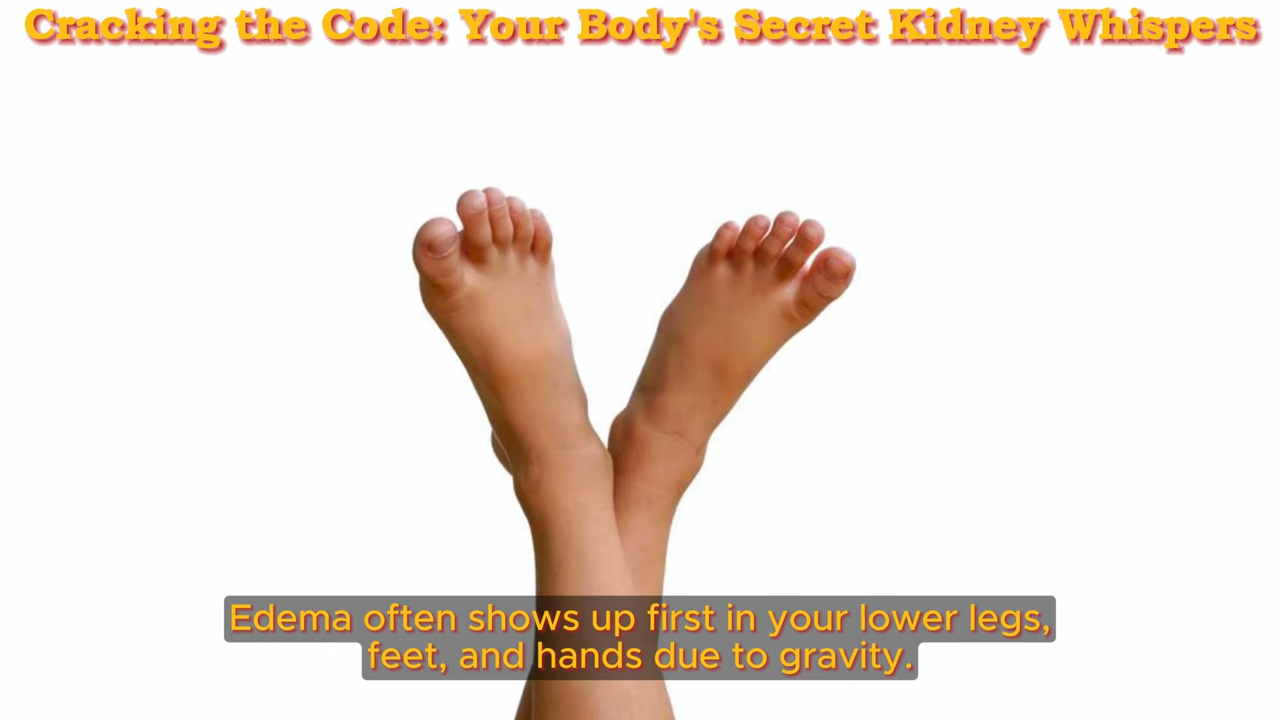 Cracking the Code: Your Body's Secret Kidney Whispers
Edema often shows up first in your lower legs,
feet, and hands due to gravity.